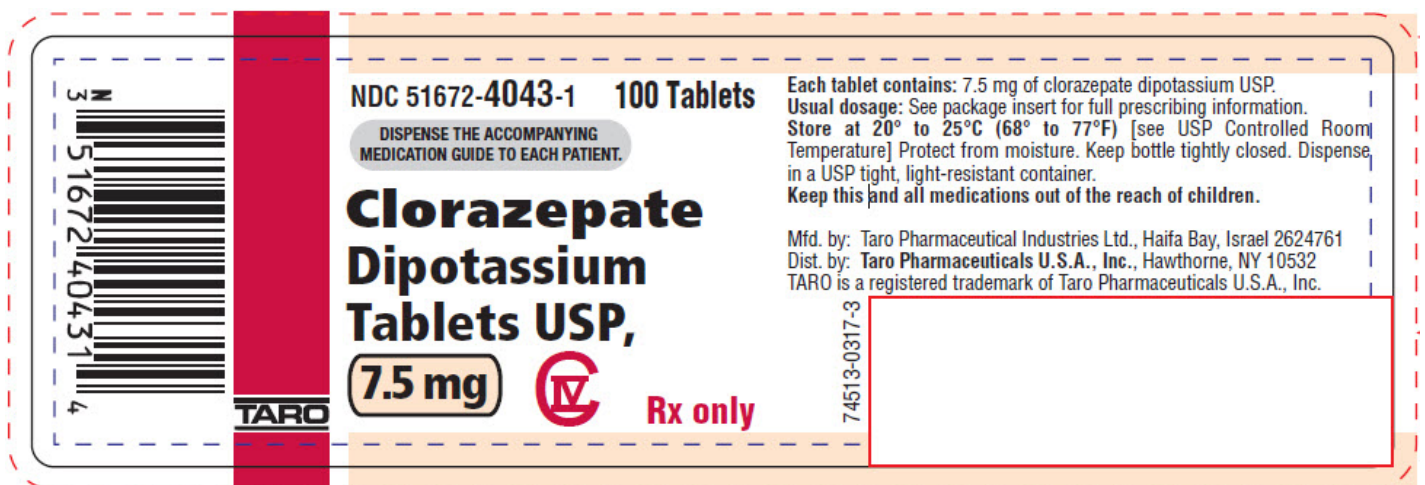 N
3
51672 40431
4
TARO
NDC 51672-4043-1 100 Tablets
DISPENSE THE ACCOMPANYING
MEDICATION GUIDE TO EACH PATIENT.
Clorazepate
Dipotassium
Tablets USP,
7.5 mg
CIV
Rx only
Each tablet contains: 7.5 mg of clorazepate dipotassium USP.
Usual dosage: See package insert for full prescribing information.
Store at 20° to 25°C (68° to 77°F) [see USP Controlled Room
Temperature] Protect from moisture. Keep bottle tightly closed. Dispense
in a USP tight, light-resistant container.
Keep this and all medications out of the reach of children.
Mfd. by: Taro Pharmaceutical Industries Ltd., Haifa Bay, Israel 2624761
Dist. by: Taro Pharmaceuticals U.S.A., Inc., Hawthorne, NY 10532
TARO is a registered trademark of Taro Pharmaceuticals U.S.A., Inc.
74513-0317-3